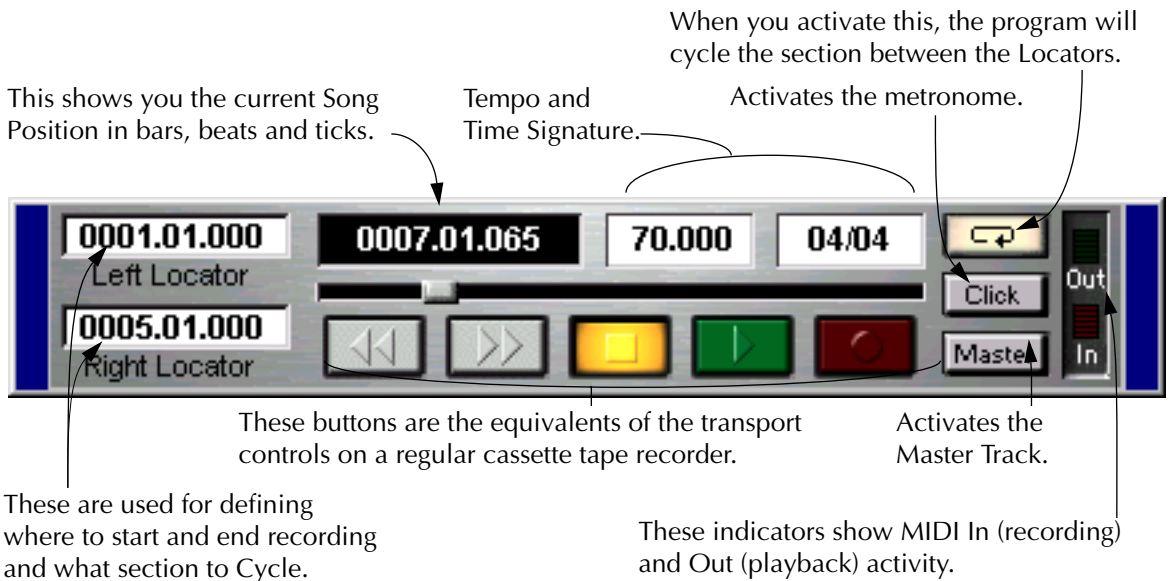 When you activate this, the program will
cycle the section between the Locators.
This shows you the current Song
Position in bars, beats and ticks.
Tempo and
Time Signature.
Activates the metronome.
0001.01.000
Left Locator
0007.01.065
70.000
04/04
Click
Out
0005.01.000
Right Locator
Master
In
These buttons are the equivalents of the transport
controls on a regular cassette tape recorder.
Activates the
Master Track.
These are used for defining
where to start and end recording
and what section to Cycle.
These indicators show MIDI In (recording)
and Out (playback) activity.